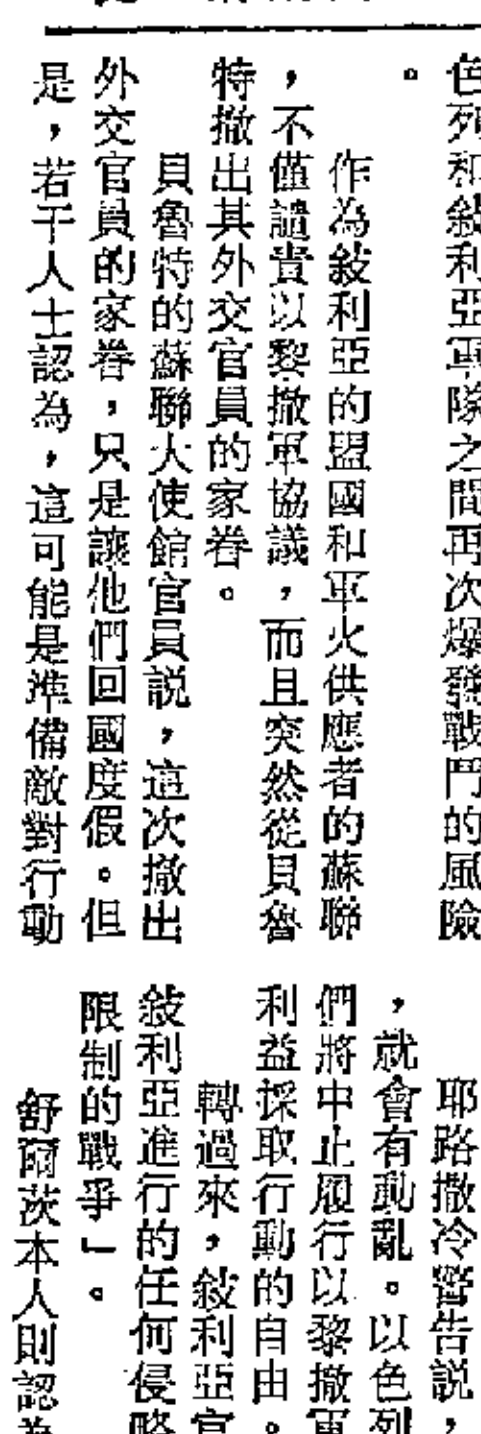 色列和敍利亞軍隊之間再次爆發戰鬥的風險
。
作為敍利亞的盟國和軍火供應者的蘇聯
，不僅譴責以黎撤軍協議，而且突然從貝魯
特撤出其外交官員的家眷。
貝魯特的蘇聯大使館官員說，這次撤出
外交官員的家眷，只是讓他們回國度假。但
是，若干人士認為，這可能是準備敵對行動
耶路撒冷警告說，
，就會有動亂。以色列
們將中止履行以黎撤軍
利益採取行動的自由。
轉過來，敍利亞官
敍利亞進行的任何侵略
限制的戰爭」。
舒爾茨本人則認為